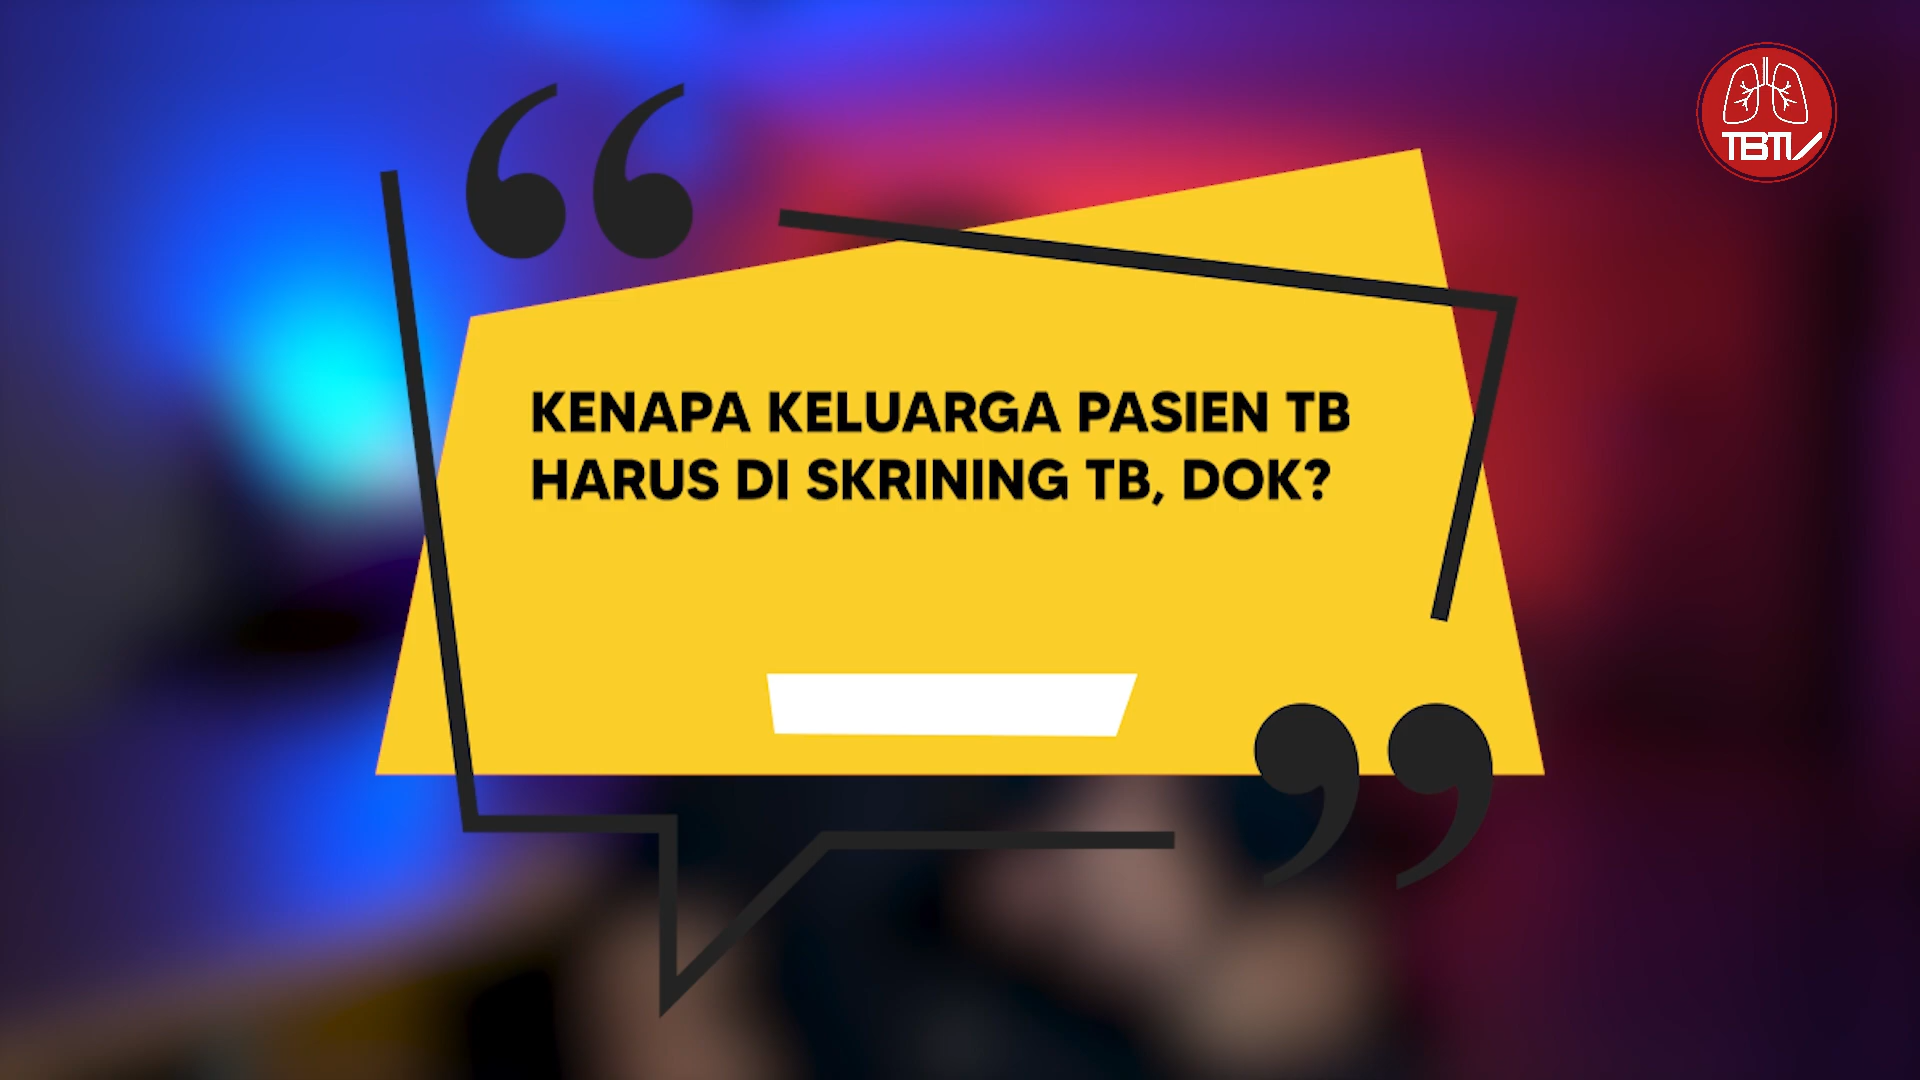 TBTV
KENAPA KELUARGA PASIEN TB
HARUS DI SKRINING TB, DOK?